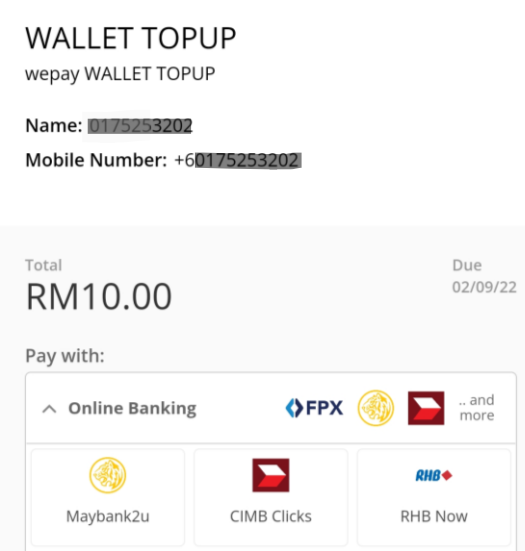 WALLET TOPUP
wepay WALLET TOPUP
Name: 0175253202
Mobile Number: +60175253202
Total
Due
RM10.00
02/09/22
Pay with:
Online Banking FPX .. and more
Maybank2u CIMB Clicks RHB RHB Now